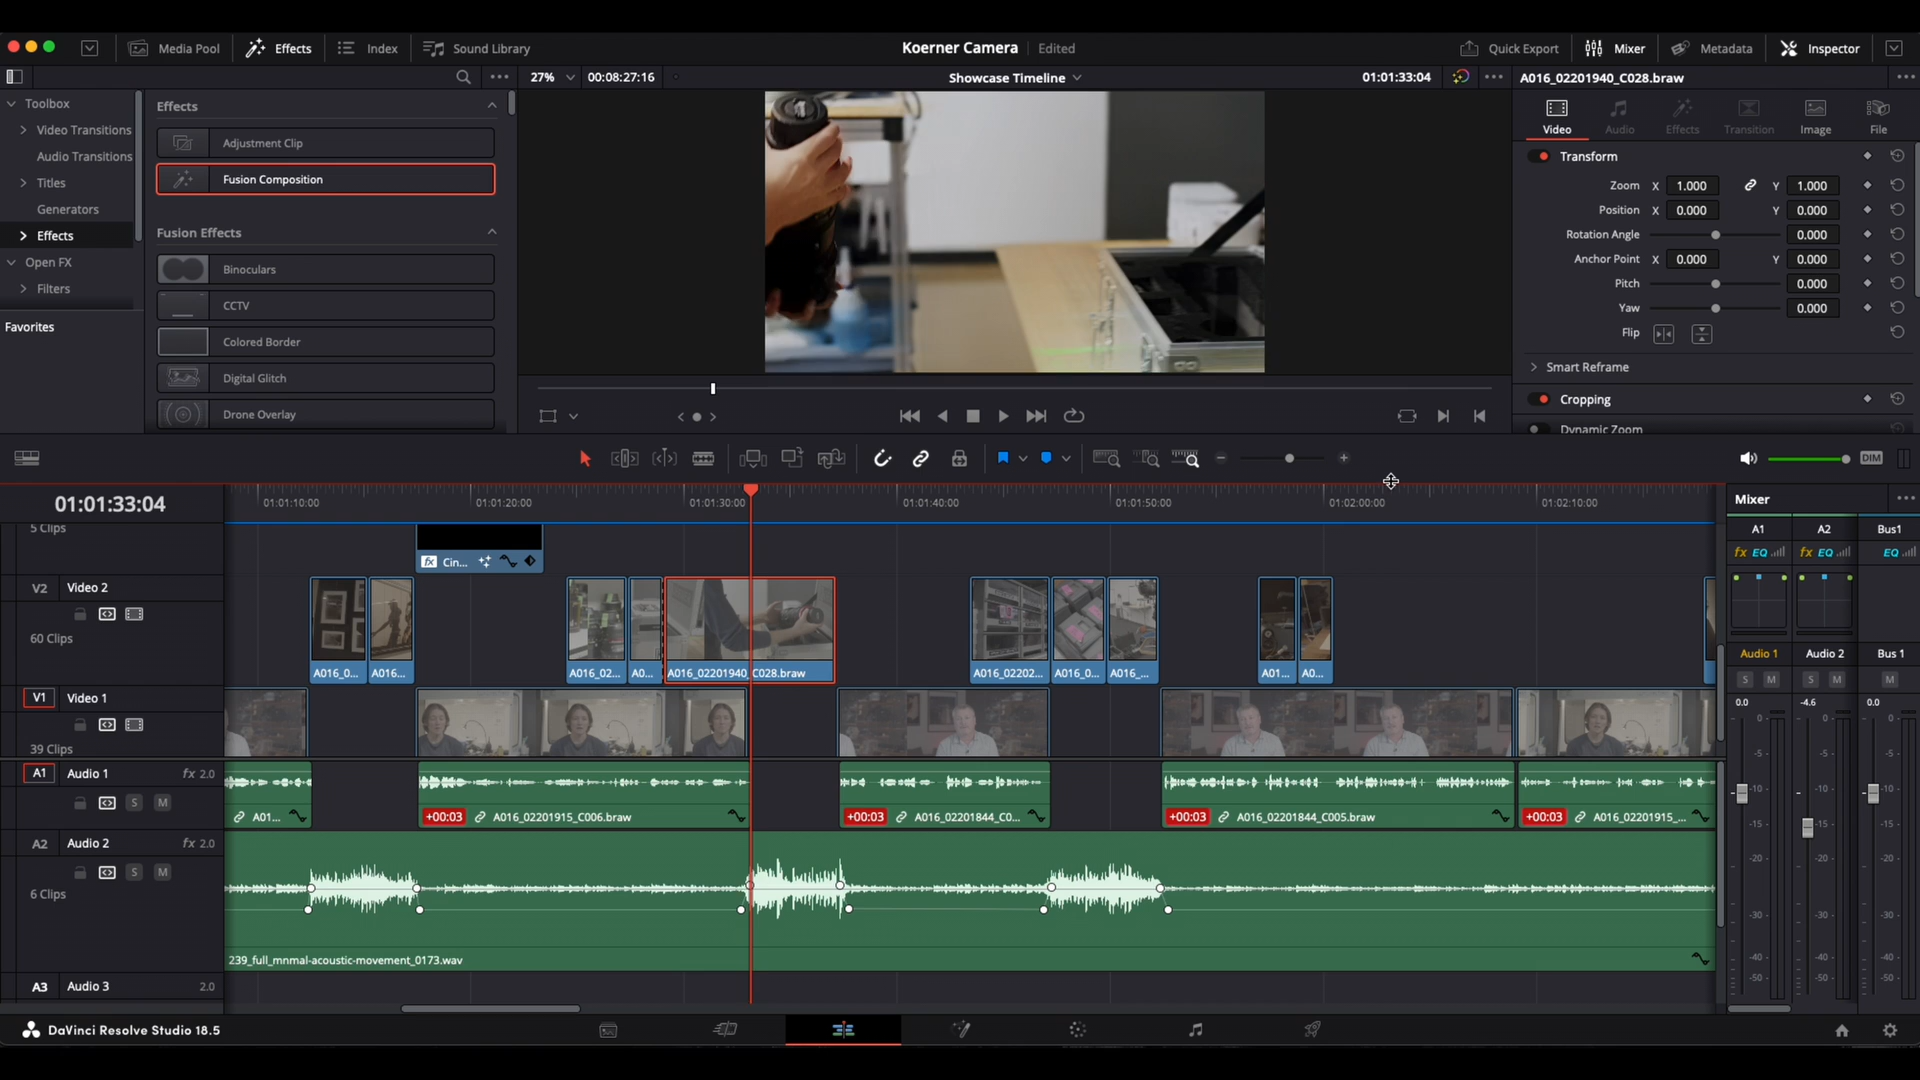 Media Pool Effects Index Sound Library Koerner Camera Edited Quick Export Mixer Metadata Inspector
27% 00:08:27:16 Showcase Timeline 01:01:33:04 A016_02201940_C028.braw
Toolbox
Video Transitions
Audio Transitions
Titles
Generators
Effects
Open FX
Filters
Favorites
Effects
Adjustment Clip
Fusion Composition
Fusion Effects
Binoculars
CCTV
Colored Border
Digital Glitch
Drone Overlay
Video Audio Effects Transition Image File
Transform
Zoom X 1.000 Y 1.000
Position X 0.000 Y 0.000
Rotation Angle 0.000
Anchor Point X 0.000 Y 0.000
Pitch 0.000
Yaw 0.000
Flip
Smart Reframe
Cropping
Dynamic Zoom
DIM
01:01:33:04
01:01:10:00 01:01:20:00 01:01:30:00 01:01:40:00 01:01:50:00 01:02:00:00 01:02:10:00
5 Clips
fx Cin...
V2 Video 2
60 Clips
A016_0... A016... A016_02... A0... A016_02201940_C028.braw A016_02202... A016_0... A016_... A01... A0...
V1 Video 1
39 Clips
A1 Audio 1 fx 2.0
S M
A01... +00:03 A016_02201915_C006.braw +00:03 A016_02201844_C0... +00:03 A016_02201844_C005.braw +00:03 A016_02201915_...
A2 Audio 2 fx 2.0
S M
6 Clips
239_full_mnmal-acoustic-movement_0173.wav
A3 Audio 3 2.0
Mixer
A1 A2 Bus1
fx EQ fx EQ EQ
Audio 1 Audio 2 Bus 1
S M S M M
0.0 -4.6 0.0
0 0 0
-5 -5 -5
-10 -10 -10
-15 -15 -15
-20 -20 -20
-30 -30 -30
-40 -40 -40
-50 -50 -50
DaVinci Resolve Studio 18.5